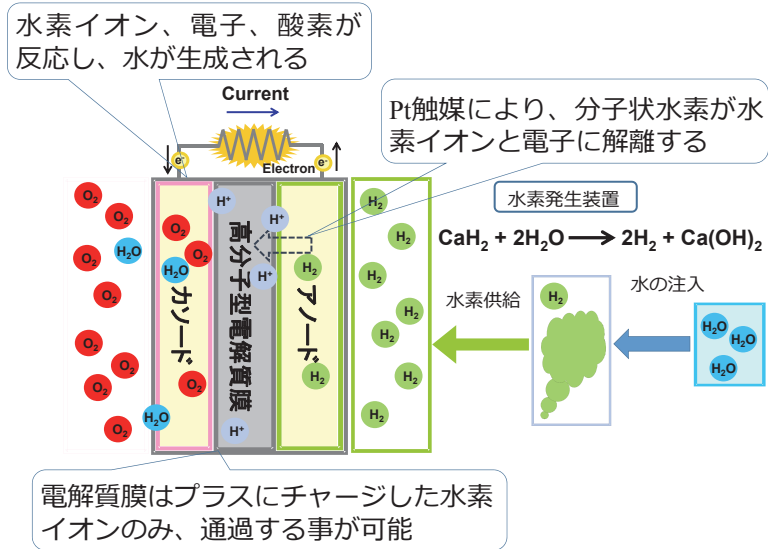 水素イオン、電子、酸素が
反応し、水が生成される
Current
Pt触媒により、分子状水素が水
素イオンと電子に解離する
e-
Electron
e-
水素発生装置
CaH2 + 2H2O → 2H2 + Ca(OH)2
O2
O2
O2
O2
O2
O2
O2
O2
H2O
H2O
O2
O2
H2O
O2
カソード
H+
H+
H+
H+
高分子型電解質膜
H2
H2
アノード
H2
H2
H2
H2
H2
H2
H2
水素供給
H2
水の注入
H2O
H2O
H2O
電解質膜はプラスにチャージした水素
イオンのみ、通過する事が可能